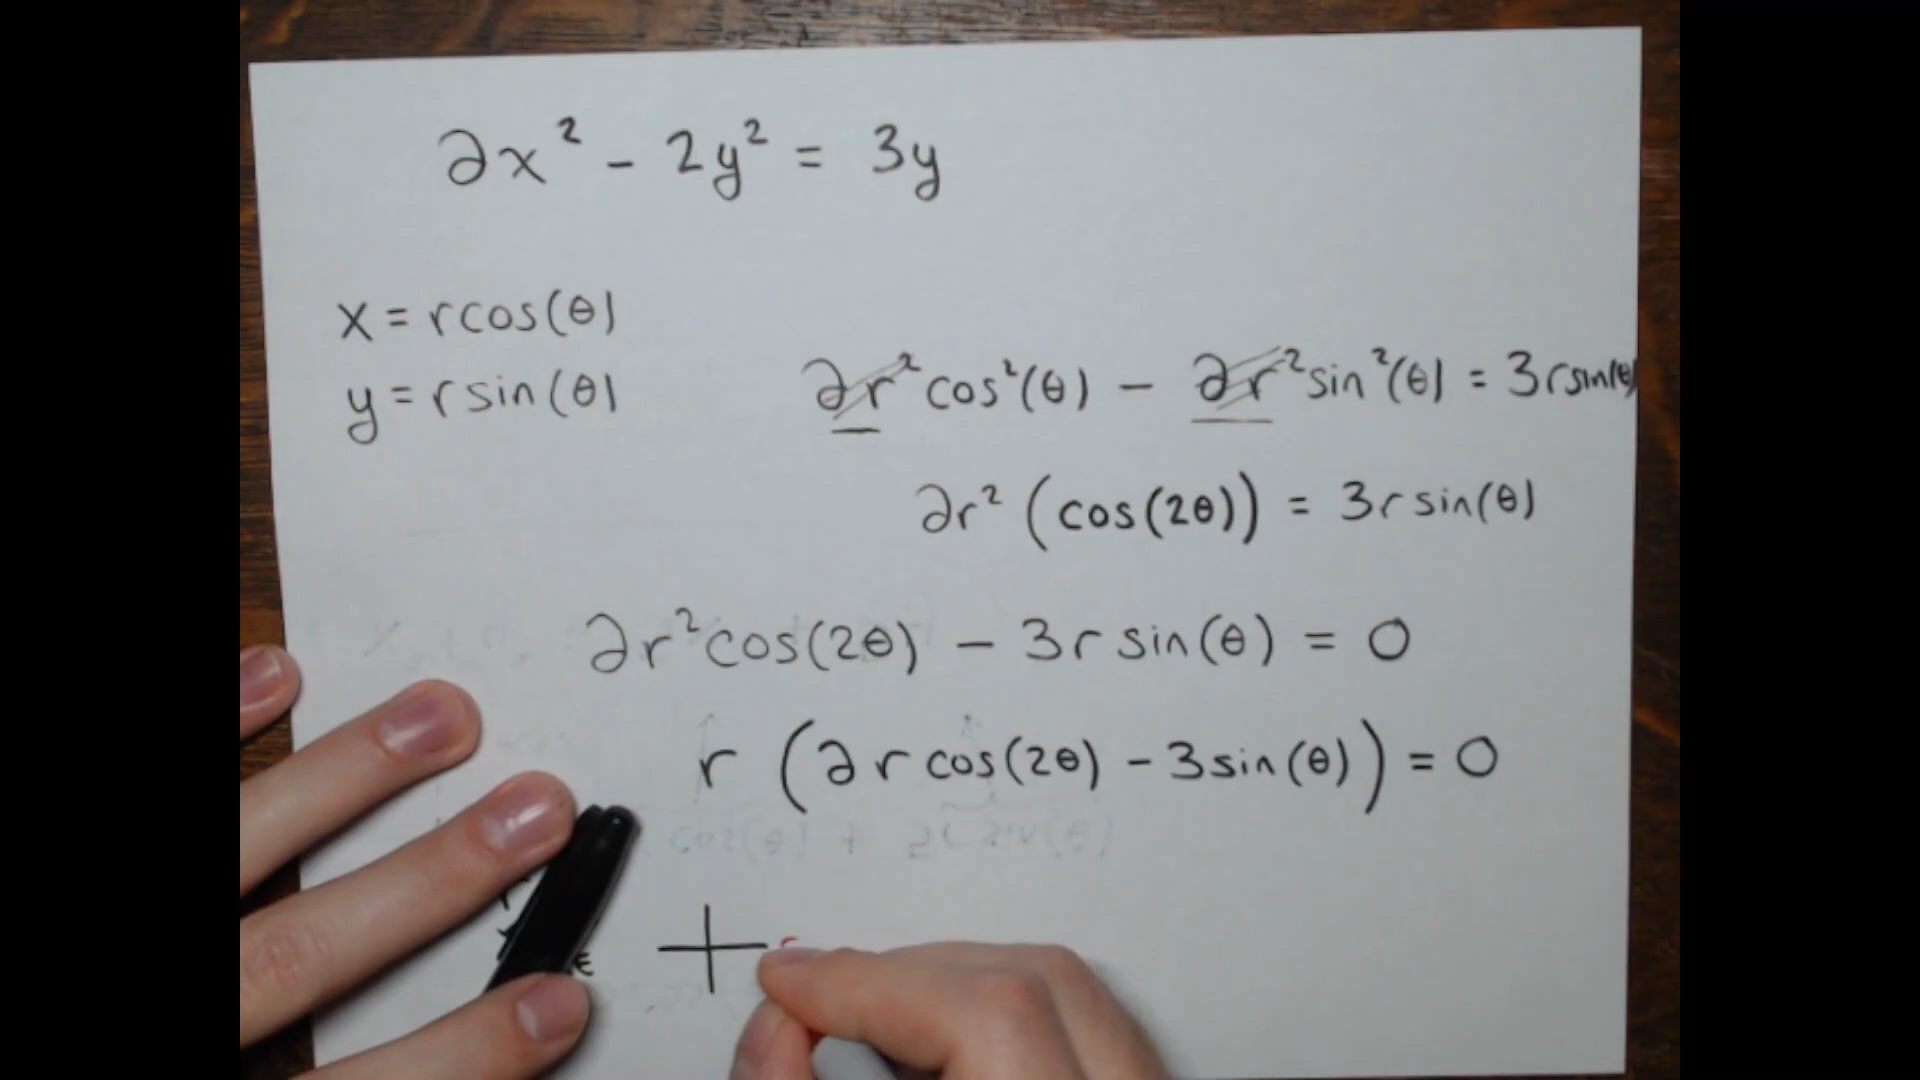 2x² - 2y² = 3y
x = rcos(θ)
y = rsin(θ)
2r²cos²(θ) - 2r²sin²(θ) = 3rsin(θ)
2r²(cos(2θ)) = 3rsin(θ)
2r²cos(2θ) - 3rsin(θ) = 0
r(2rcos(2θ) - 3sin(θ)) = 0